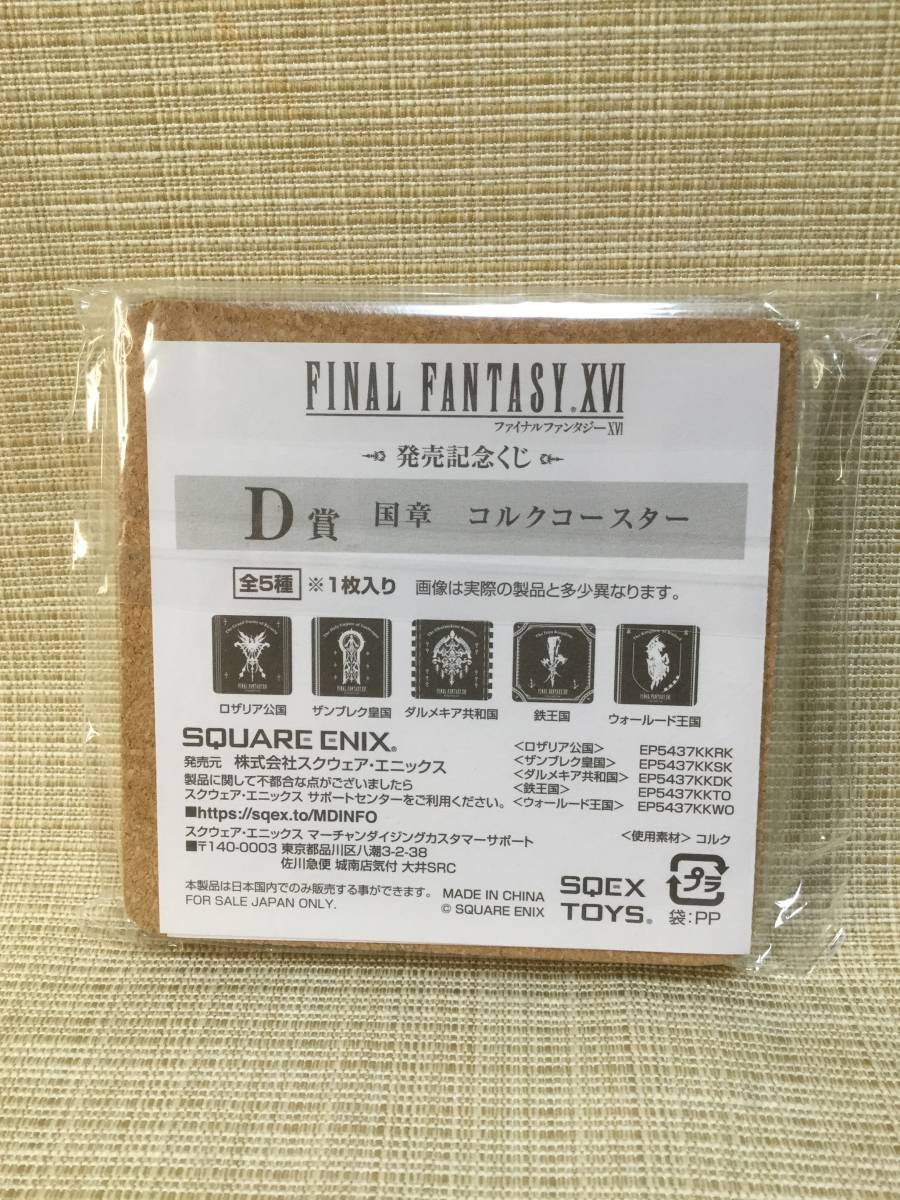 FINAL FANTASY XVI
ファイナルファンタジーXVI
発売記念くじ
D賞 国章 コルクコースター
全5種 ※1枚入り 画像は実際の製品と多少異なります。
ロザリア公国 ザンブレク皇国 ダルメキア共和国 鉄王国 ウォールード王国
SQUARE ENIX®
発売元 株式会社スクウェア・エニックス
製品に関して不都合な点がございましたら
スクウェア・エニックス サポートセンターをご利用ください。
■https://sqex.to/MDINFO
スクウェア・エニックス マーチャンダイジングカスタマーサポート
■〒140-0003 東京都品川区八潮3-2-38
佐川急便 城南店気付 大井SRC
本製品は日本国内でのみ販売する事ができます。
FOR SALE JAPAN ONLY.
MADE IN CHINA
© SQUARE ENIX
<ロザリア公国> EP5437KKRK
<ザンブレク皇国> EP5437KKSK
<ダルメキア共和国> EP5437KKDK
<鉄王国> EP5437KKTO
<ウォールード王国> EP5437KKWO
<使用素材> コルク
SQEX
TOYS®
プラ
袋:PP